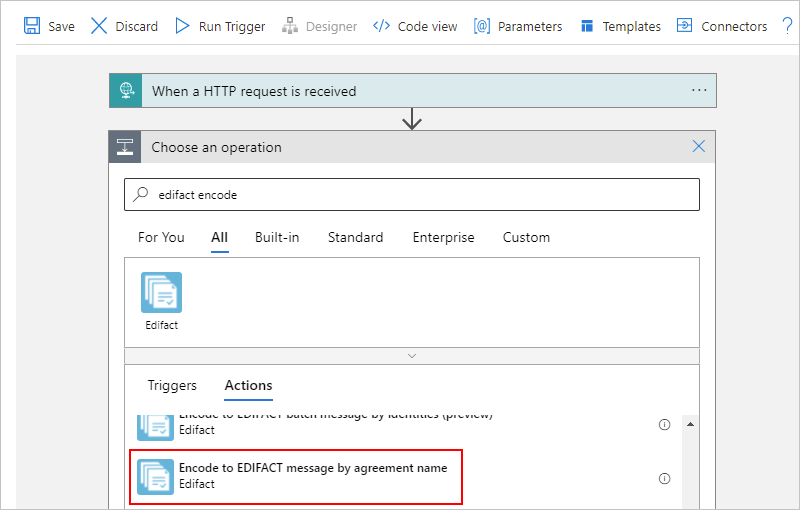 Save Discard Run Trigger Designer Code view Parameters Templates Connectors ?
When a HTTP request is received ...
Choose an operation
edifact encode
For You All Built-in Standard Enterprise Custom
Edifact
Triggers Actions
Encode to EDIFACT batch message by identities (preview)
Edifact
Encode to EDIFACT message by agreement name
Edifact